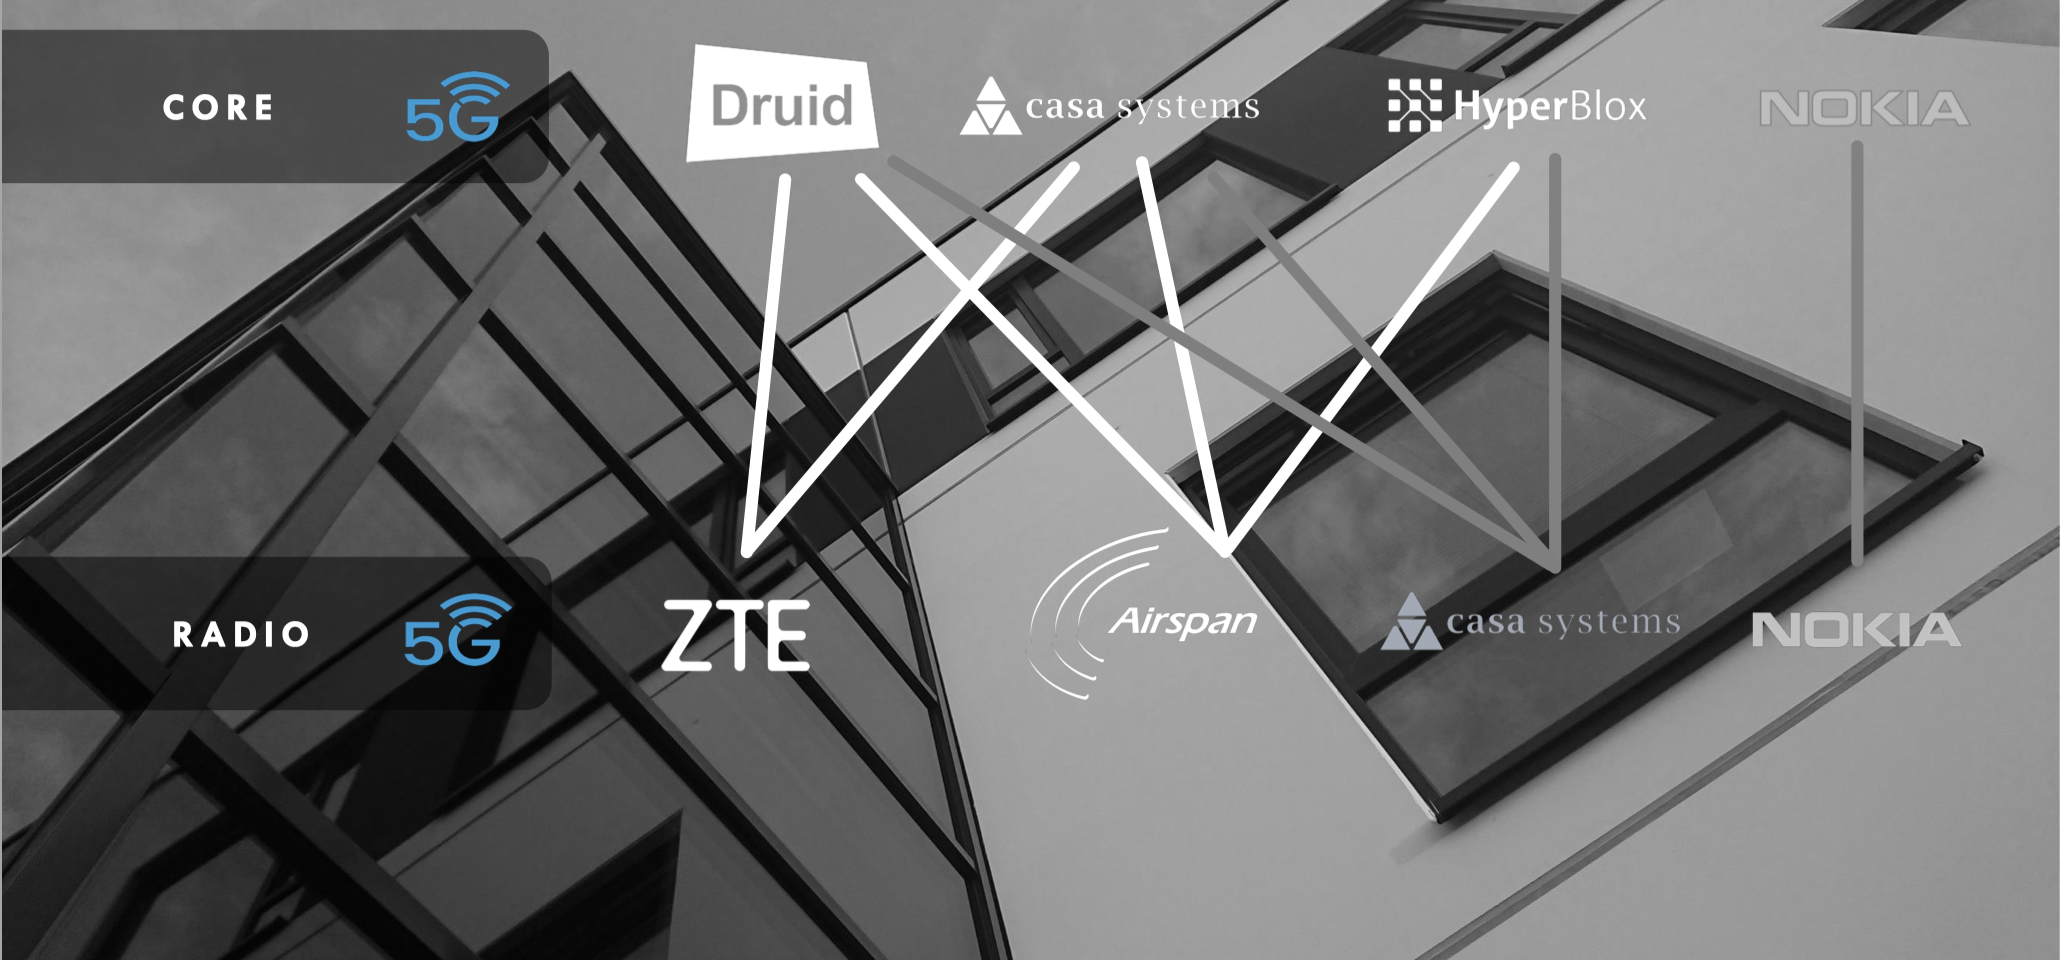 CORE 5G Druid casa systems HyperBlox NOKIA
RADIO 5G ZTE Airspan casa systems NOKIA